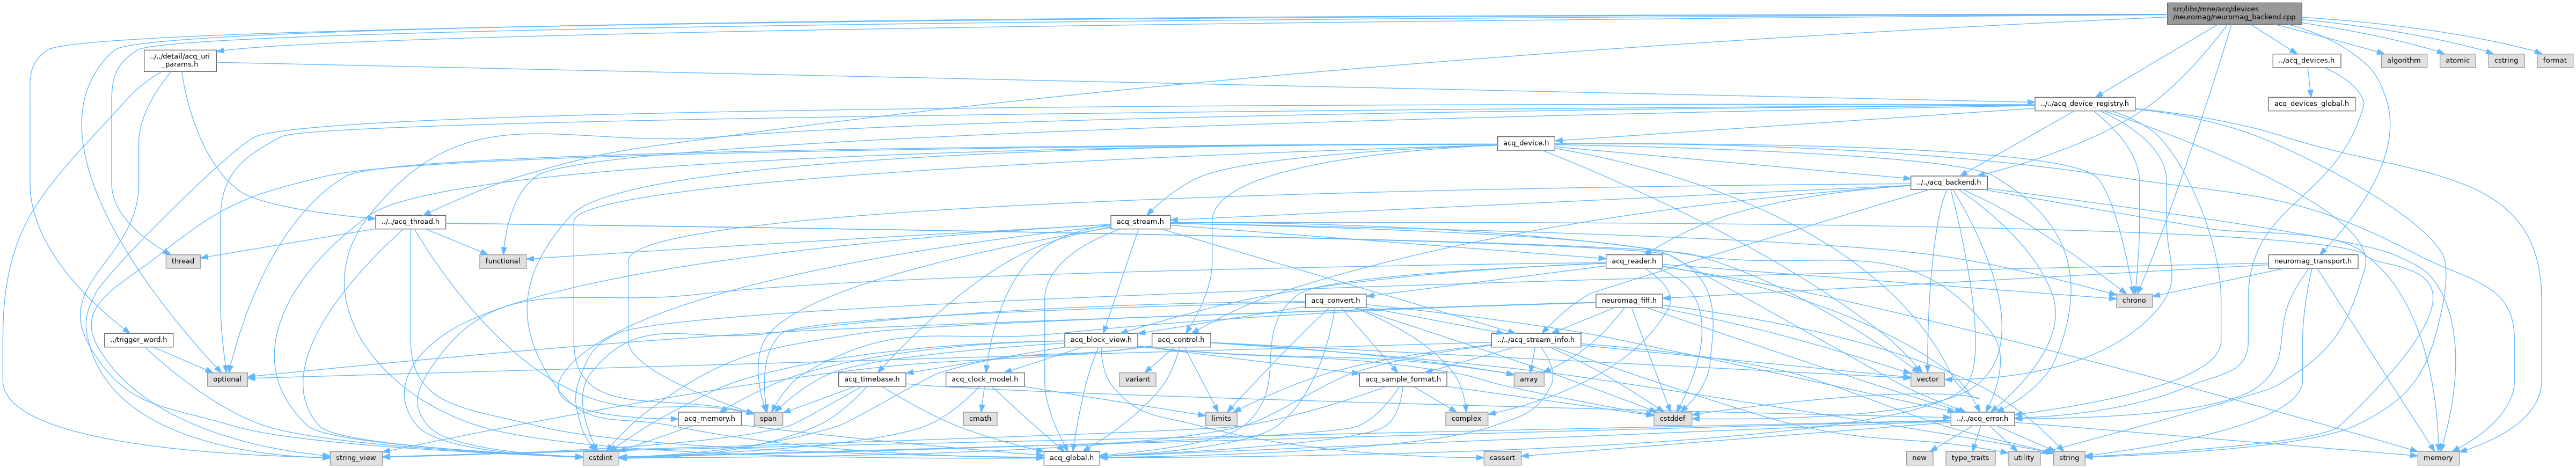 src/libs/mne/acq/devices
/neuromag/neuromag_backend.cpp
../../detail/acq_uri
_params.h
../acq_devices.h
algorithm
atomic
cstring
format
../../acq_device_registry.h
acq_devices_global.h
acq_device.h
../../acq_backend.h
../../acq_thread.h
acq_stream.h
thread
functional
acq_reader.h
neuromag_transport.h
acq_convert.h
neuromag_fiff.h
chrono
../trigger_word.h
acq_block_view.h
acq_control.h
../../acq_stream_info.h
optional
acq_timebase.h
acq_clock_model.h
variant
acq_sample_format.h
array
vector
acq_memory.h
span
cmath
limits
complex
cstddef
../../acq_error.h
string_view
cstdint
acq_global.h
cassert
new
type_traits
utility
string
memory